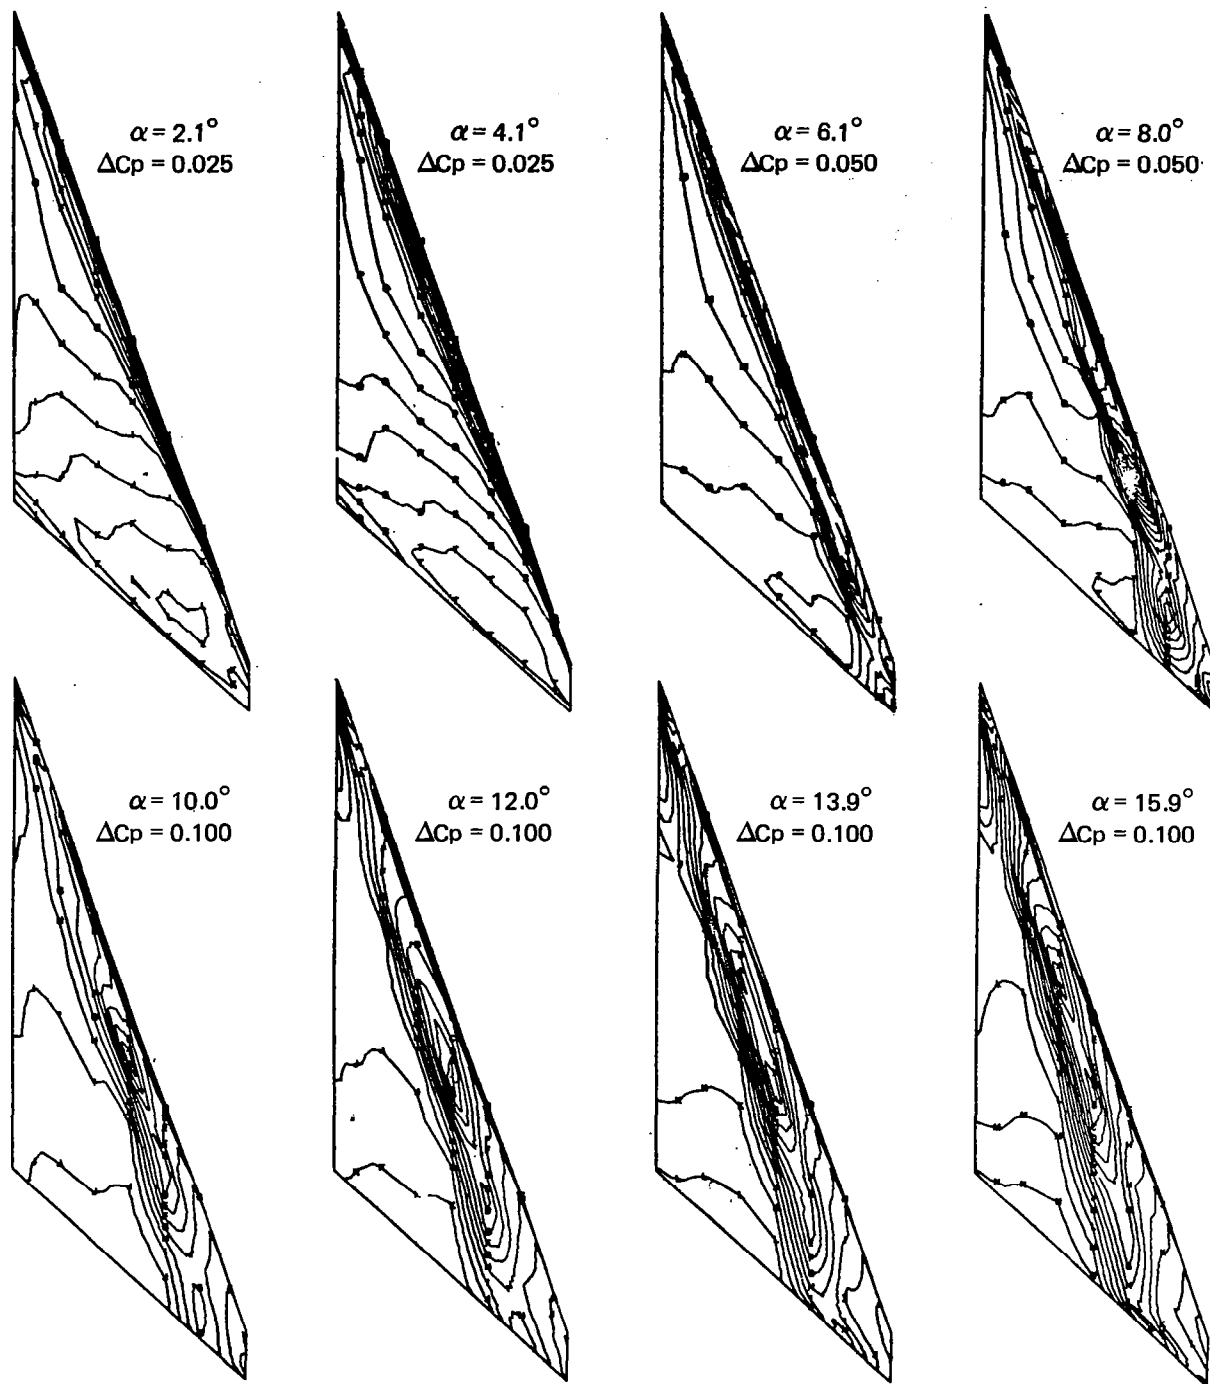 α = 2.1°
ΔCp = 0.025
α = 4.1°
ΔCp = 0.025
α = 6.1°
ΔCp = 0.050
α = 8.0°
ΔCp = 0.050
α = 10.0°
ΔCp = 0.100
α = 12.0°
ΔCp = 0.100
α = 13.9°
ΔCp = 0.100
α = 15.9°
ΔCp = 0.100